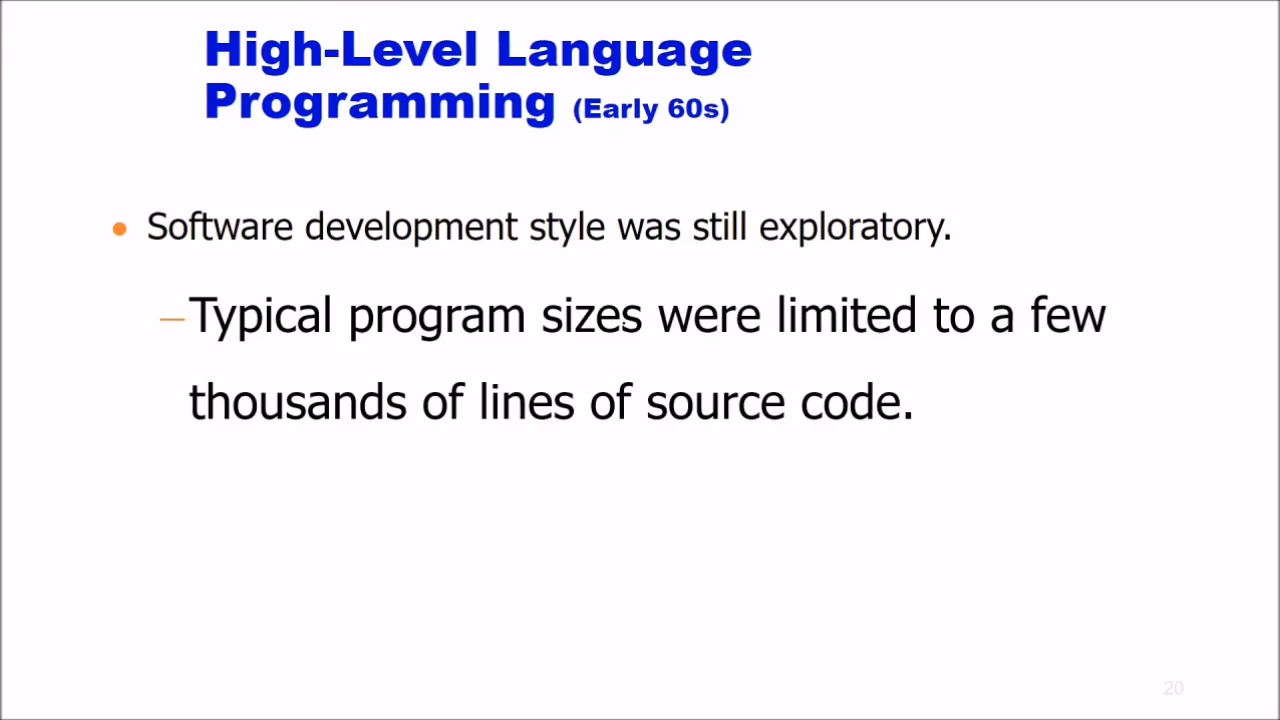 High-Level Language
Programming (Early 60s)
• Software development style was still exploratory.
–Typical program sizes were limited to a few
thousands of lines of source code.
20